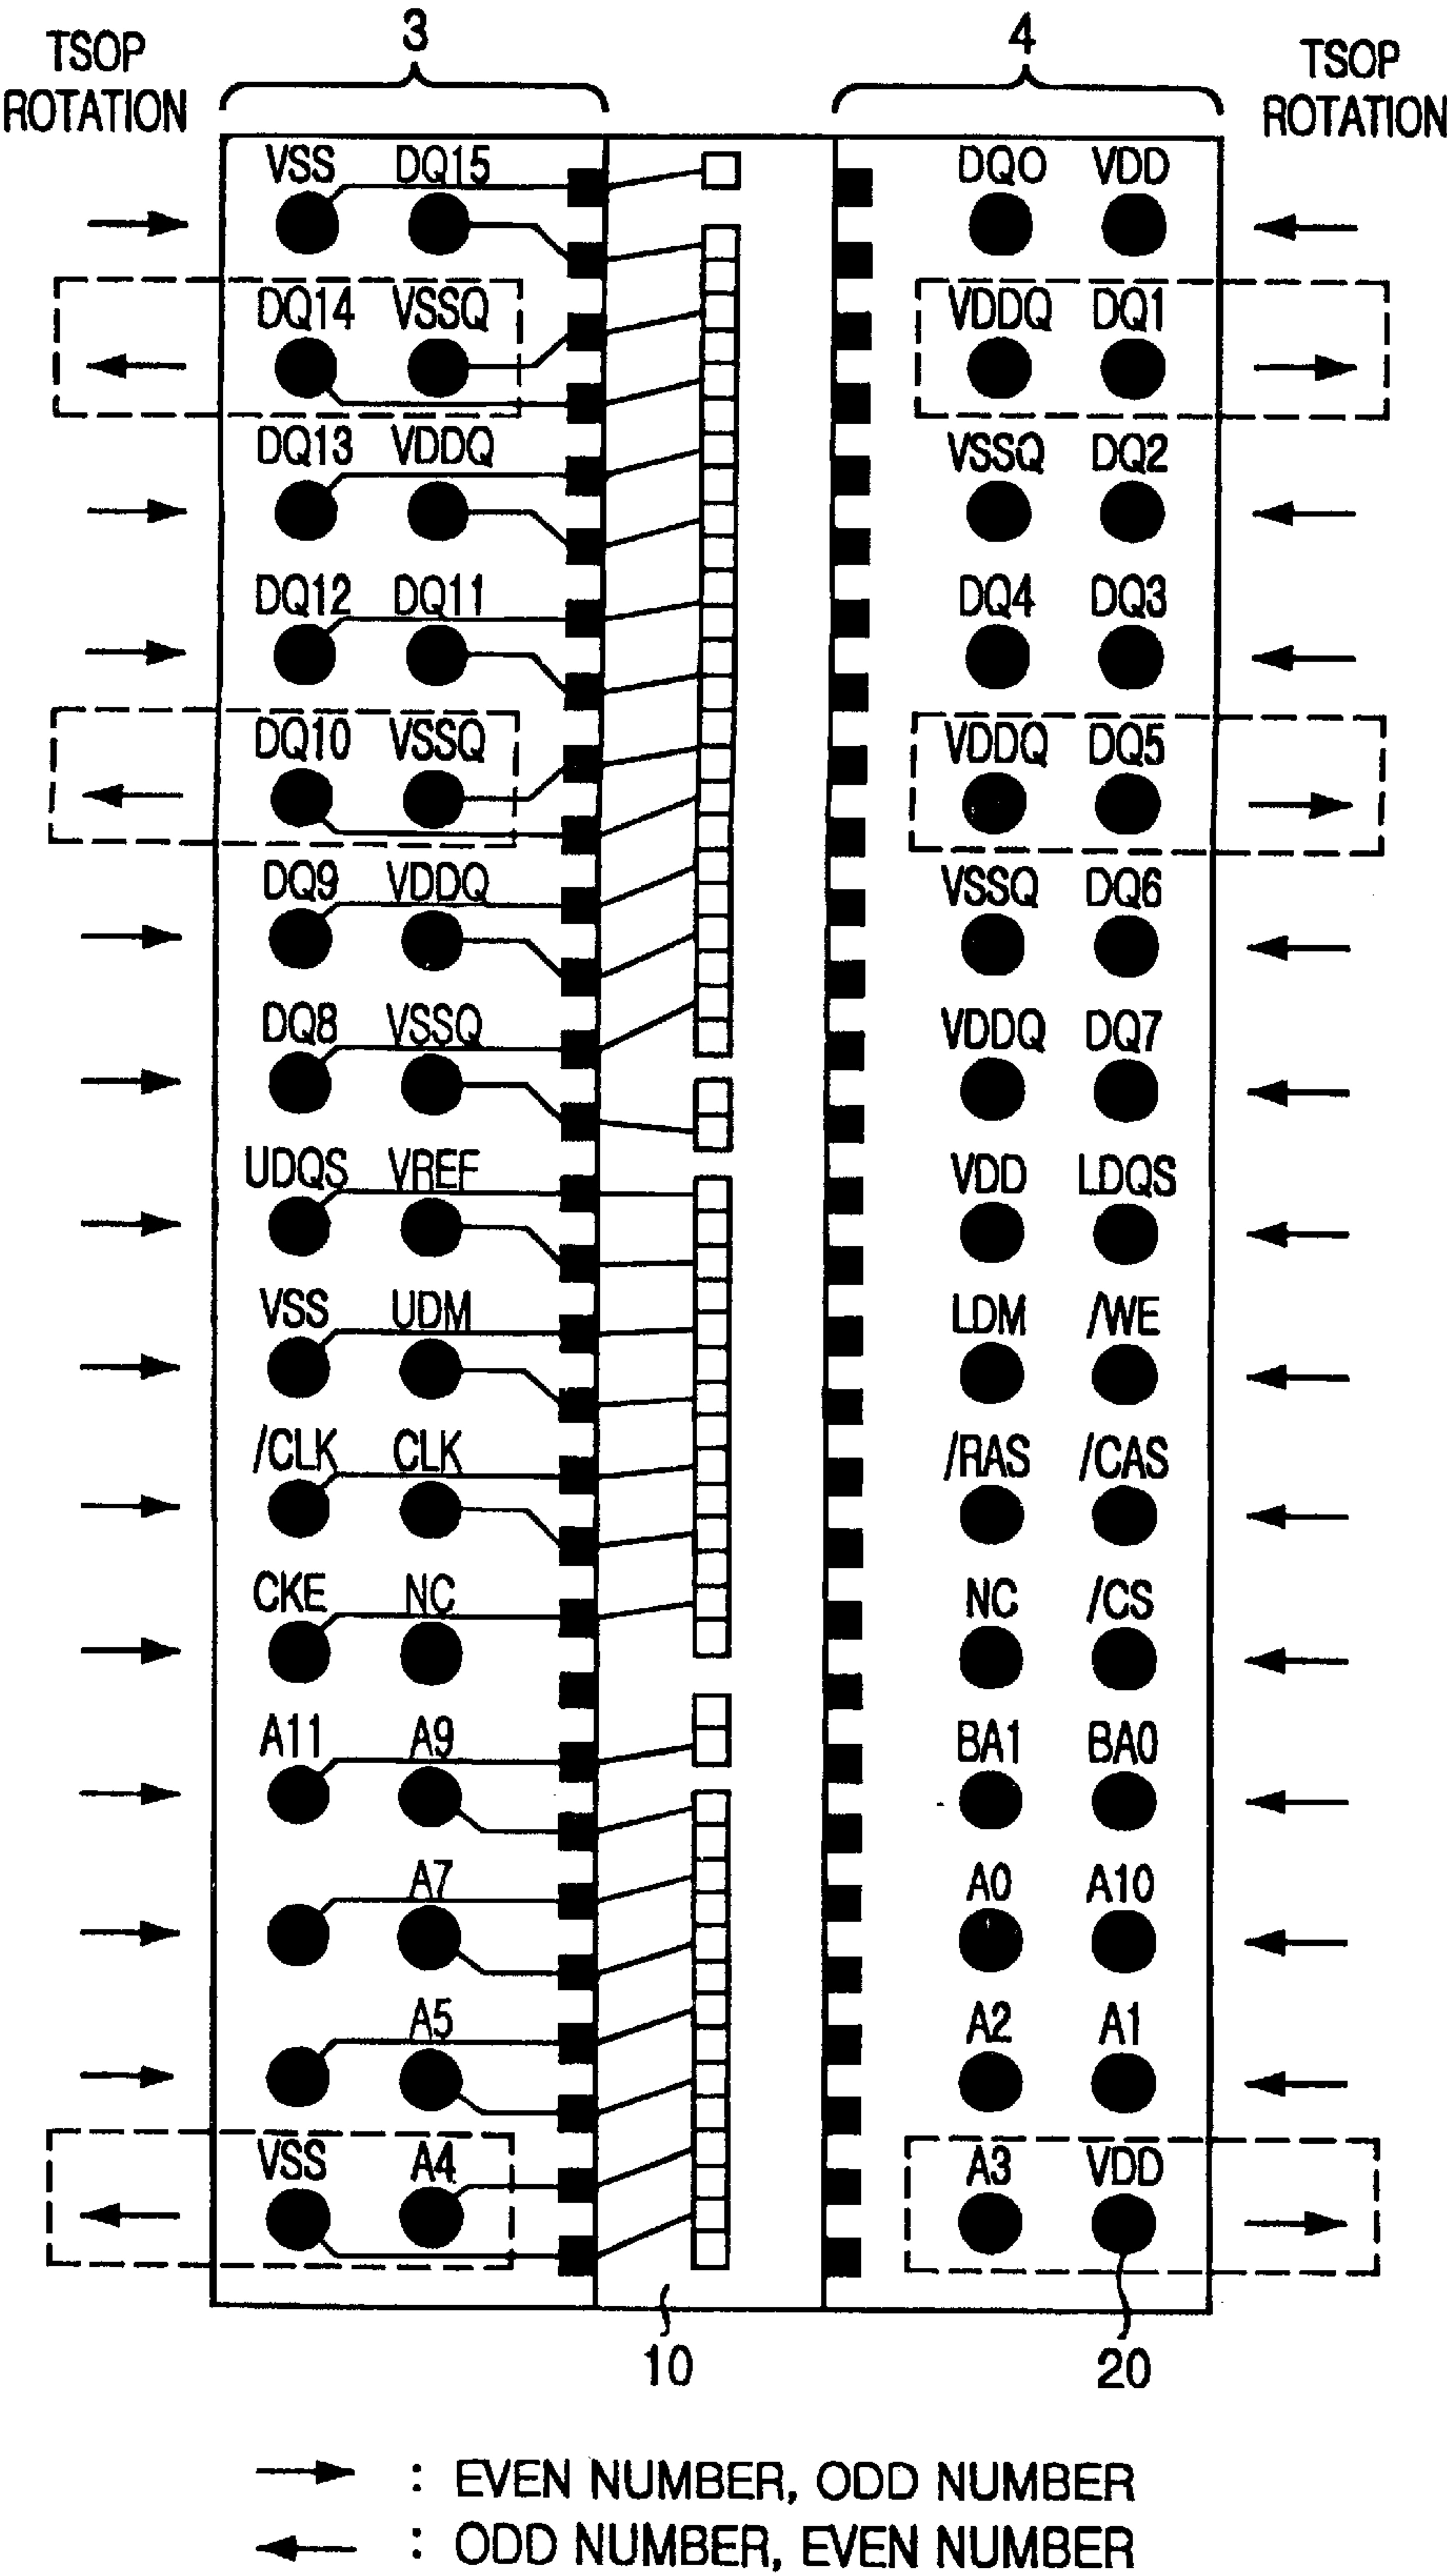 3 4
TSOP ROTATION TSOP ROTATION
VSS DQ15 DQ0 VDD
DQ14 VSSQ VDDQ DQ1
DQ13 VDDQ VSSQ DQ2
DQ12 DQ11 DQ4 DQ3
DQ10 VSSQ VDDQ DQ5
DQ9 VDDQ VSSQ DQ6
DQ8 VSSQ VDDQ DQ7
UDQS VREF VDD LDQS
VSS UDM LDM /WE
/CLK CLK /RAS /CAS
CKE NC NC /CS
A11 A9 BA1 BA0
A7 A0 A10
A5 A2 A1
VSS A4 A3 VDD
10 20
: EVEN NUMBER, ODD NUMBER
: ODD NUMBER, EVEN NUMBER